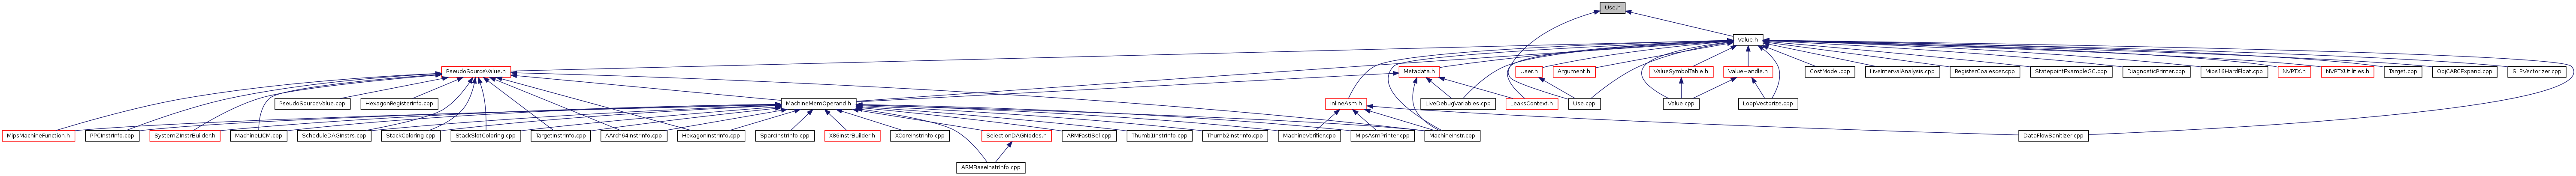 Use.h
Value.h
PseudoSourceValue.h
Metadata.h
User.h
Argument.h
ValueSymbolTable.h
ValueHandle.h
CostModel.cpp
LiveIntervalAnalysis.cpp
RegisterCoalescer.cpp
StatepointExampleGC.cpp
DiagnosticPrinter.cpp
Mips16HardFloat.cpp
NVPTX.h
NVPTXUtilities.h
Target.cpp
ObjCARCExpand.cpp
SLPVectorizer.cpp
PseudoSourceValue.cpp
HexagonRegisterInfo.cpp
MachineMemOperand.h
InlineAsm.h
LiveDebugVariables.cpp
LeaksContext.h
Use.cpp
Value.cpp
LoopVectorize.cpp
MipsMachineFunction.h
PPCInstrInfo.cpp
SystemZInstrBuilder.h
MachineLICM.cpp
ScheduleDAGInstrs.cpp
StackColoring.cpp
StackSlotColoring.cpp
TargetInstrInfo.cpp
AArch64InstrInfo.cpp
HexagonInstrInfo.cpp
SparcInstrInfo.cpp
X86InstrBuilder.h
XCoreInstrInfo.cpp
SelectionDAGNodes.h
ARMFastISel.cpp
Thumb1InstrInfo.cpp
Thumb2InstrInfo.cpp
MachineVerifier.cpp
MipsAsmPrinter.cpp
MachineInstr.cpp
DataFlowSanitizer.cpp
ARMBaseInstrInfo.cpp